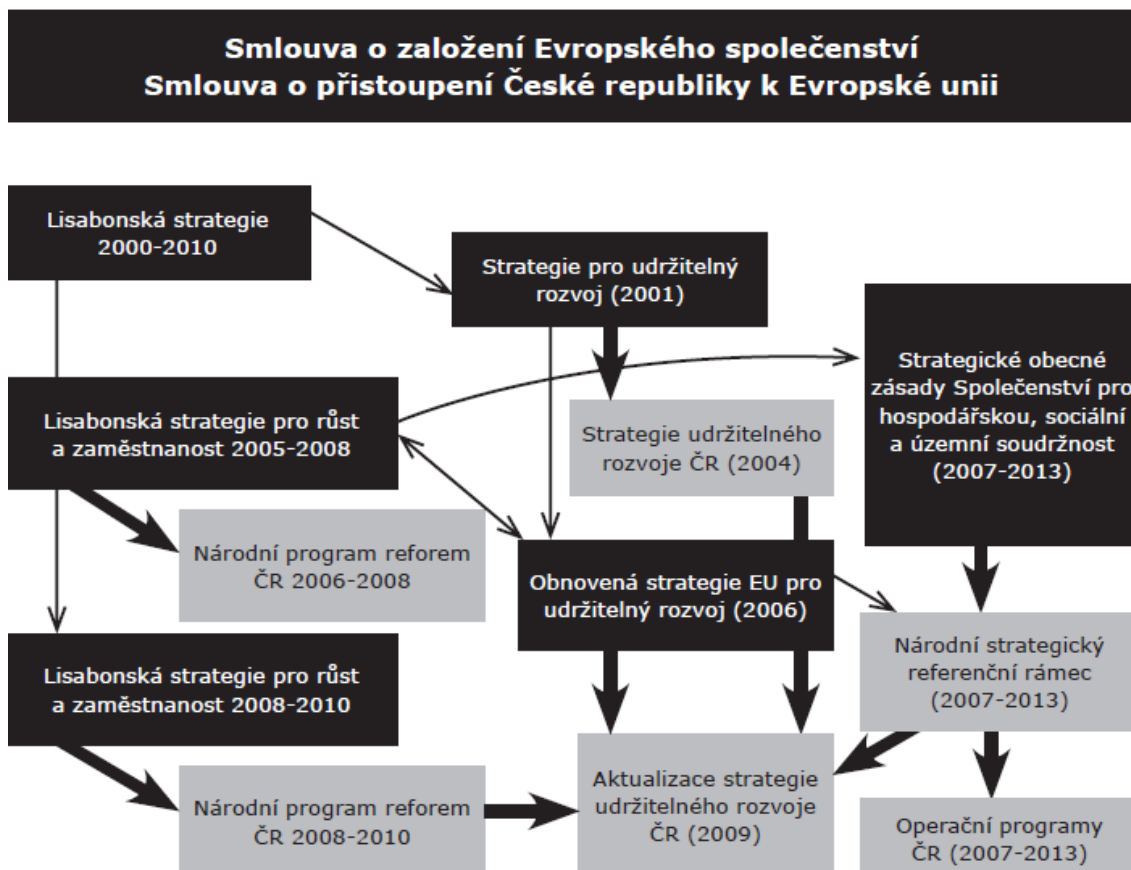 Smlouva o založení Evropského společenství
Smlouva o přistoupení České republiky k Evropské unii
Lisabonská strategie
2000-2010
Strategie pro udržitelný
rozvoj (2001)
Strategické obecné
zásady Společenství pro
hospodářskou, sociální
a územní soudržnost
(2007-2013)
Lisabonská strategie pro růst
a zaměstnanost 2005-2008
Strategie udržitelného
rozvoje ČR (2004)
Národní program reforem
ČR 2006-2008
Obnovená strategie EU pro
udržitelný rozvoj (2006)
Lisabonská strategie pro růst
a zaměstnanost 2008-2010
Národní strategický
referenční rámec
(2007-2013)
Národní program reforem
ČR 2008-2010
Aktualizace strategie
udržitelného rozvoje
ČR (2009)
Operační programy
ČR (2007-2013)